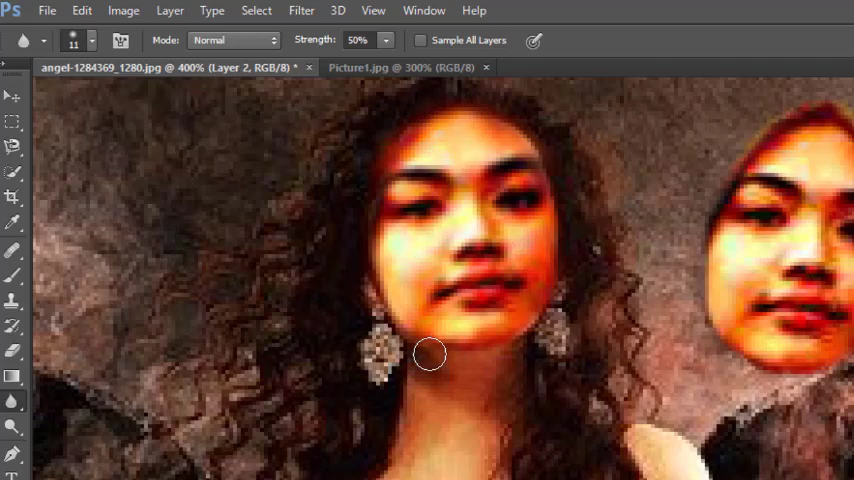 Ps File Edit Image Layer Type Select Filter 3D View Window Help
11 Mode: Normal Strength: 50% Sample All Layers
angel-1284369_1280.jpg @ 400% (Layer 2, RGB/8) * × Picture1.jpg @ 300% (RGB/8) ×
T